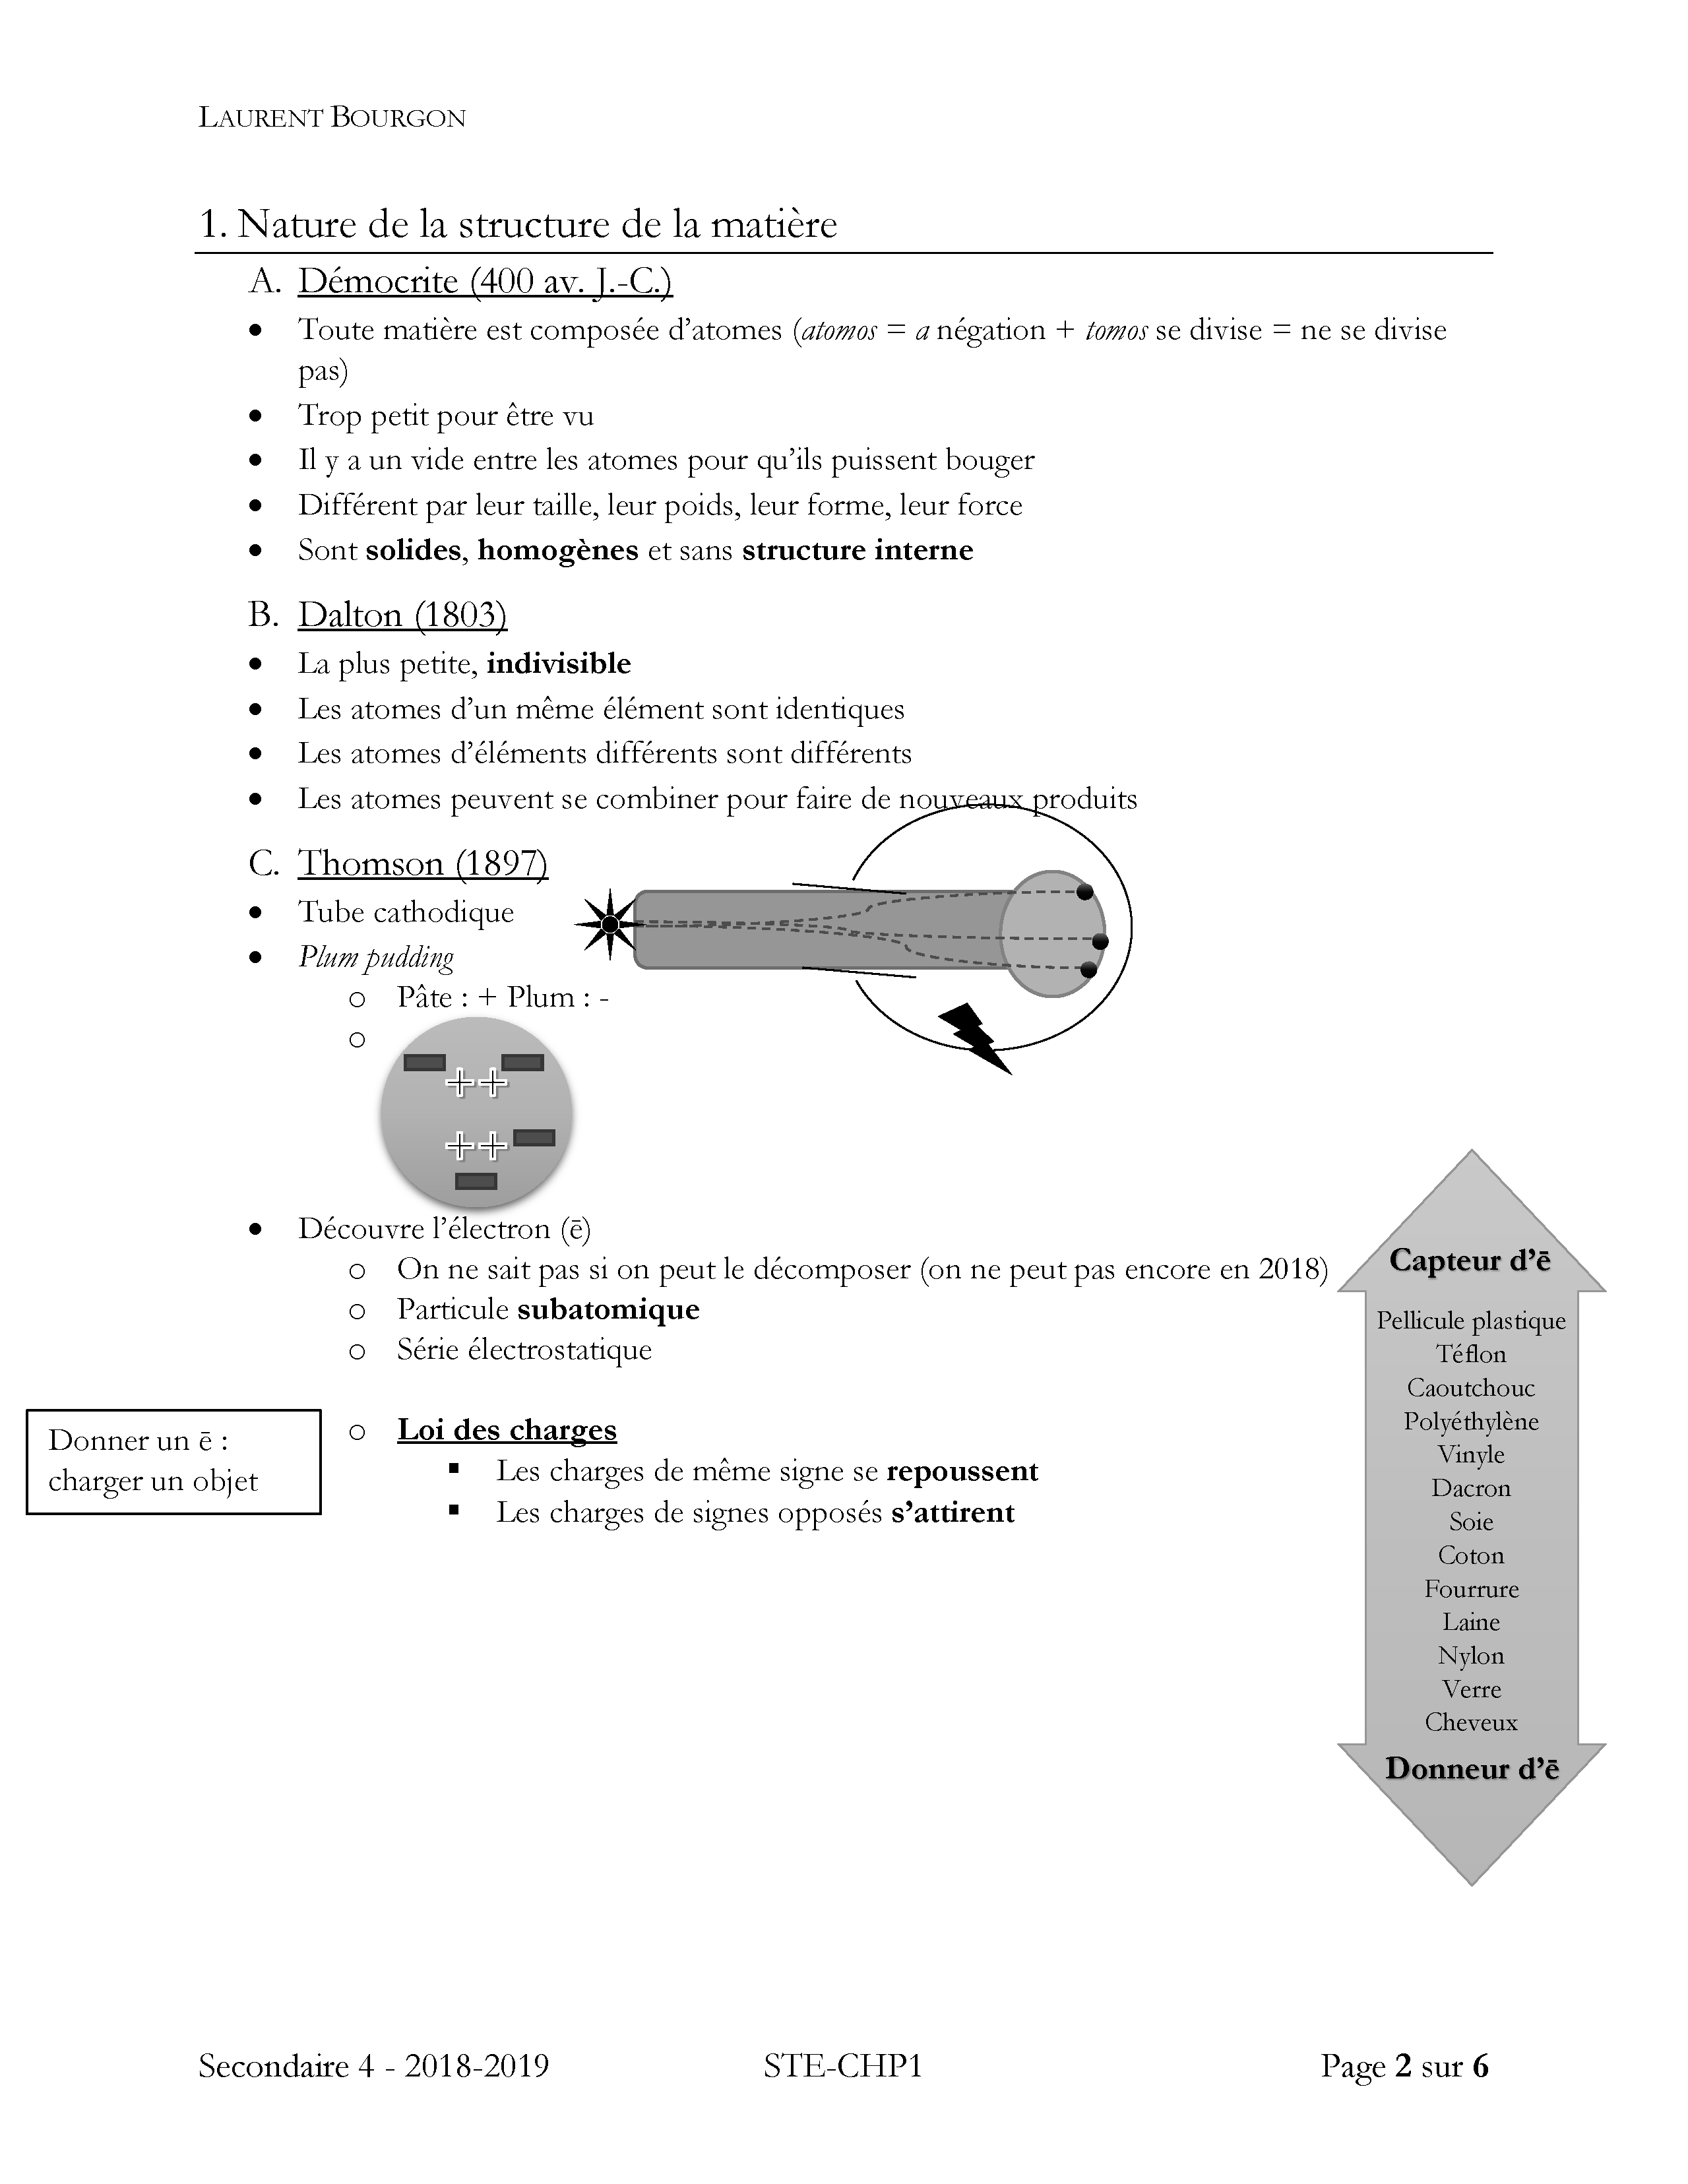 LAURENT BOURGON
1. Nature de la structure de la matière
A. Démocrite (400 av. J.-C.)
• Toute matière est composée d’atomes (atomos = a négation + tomos se divise = ne se divise
pas)
• Trop petit pour être vu
• Il y a un vide entre les atomes pour qu’ils puissent bouger
• Différent par leur taille, leur poids, leur forme, leur force
• Sont solides, homogènes et sans structure interne
B. Dalton (1803)
• La plus petite, indivisible
• Les atomes d’un même élément sont identiques
• Les atomes d’éléments différents sont différents
• Les atomes peuvent se combiner pour faire de nouveaux produits
C. Thomson (1897)
• Tube cathodique
• Plum pudding
o Pâte : + Plum : -
o
++
++
• Découvre l’électron (ē)
o On ne sait pas si on peut le décomposer (on ne peut pas encore en 2018)
o Particule subatomique
o Série électrostatique
Donner un ē :
charger un objet
o Loi des charges
▪ Les charges de même signe se repoussent
▪ Les charges de signes opposés s’attirent
Capteur d’ē
Pellicule plastique
Téflon
Caoutchouc
Polyéthylène
Vinyle
Dacron
Soie
Coton
Fourrure
Laine
Nylon
Verre
Cheveux
Donneur d’ē
Secondaire 4 - 2018-2019 STE-CHP1 Page 2 sur 6